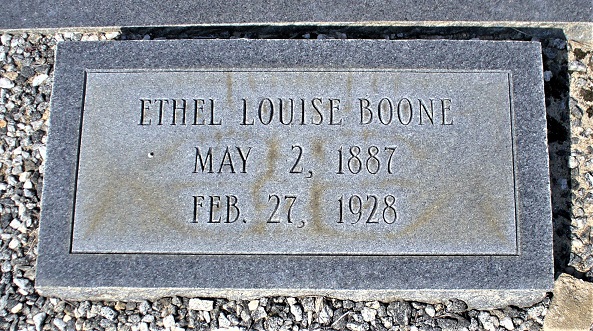 ETHEL LOUISE BOONE
MAY 2, 1887
FEB. 27, 1928